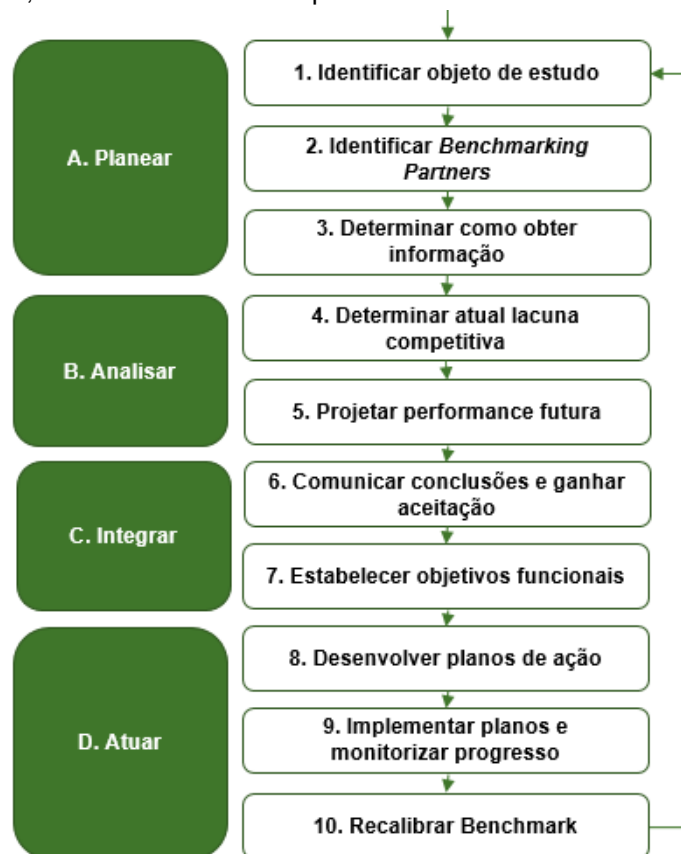 A. Planear
1. Identificar objeto de estudo
2. Identificar Benchmarking
Partners
3. Determinar como obter
informação
B. Analisar
4. Determinar atual lacuna
competitiva
5. Projetar performance futura
C. Integrar
6. Comunicar conclusões e ganhar
aceitação
7. Estabelecer objetivos funcionais
D. Atuar
8. Desenvolver planos de ação
9. Implementar planos e
monitorizar progresso
10. Recalibrar Benchmark